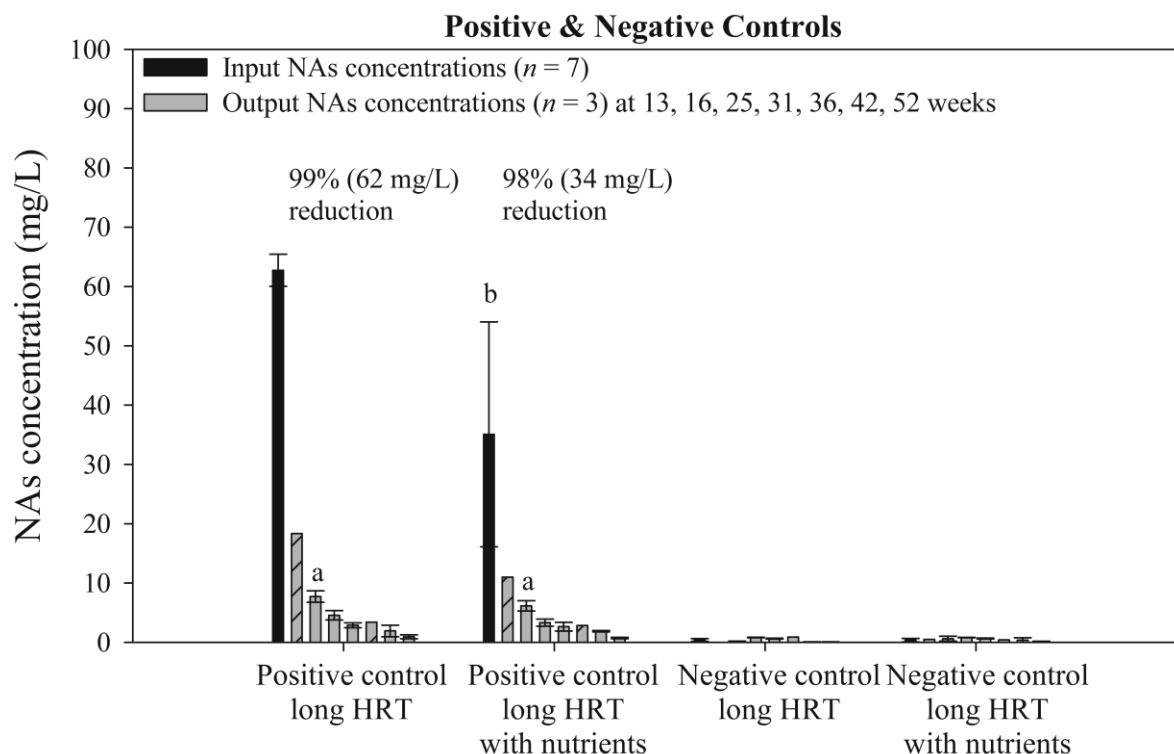 Positive & Negative Controls
Input NAs concentrations (n = 7)
Output NAs concentrations (n = 3) at 13, 16, 25, 31, 36, 42, 52 weeks
NAs concentration (mg/L)
100
90
80
70
60
50
40
30
20
10
0
99% (62 mg/L)
reduction
98% (34 mg/L)
reduction
a
b
a
Positive control
long HRT
Positive control
long HRT
with nutrients
Negative control
long HRT
Negative control
long HRT
with nutrients